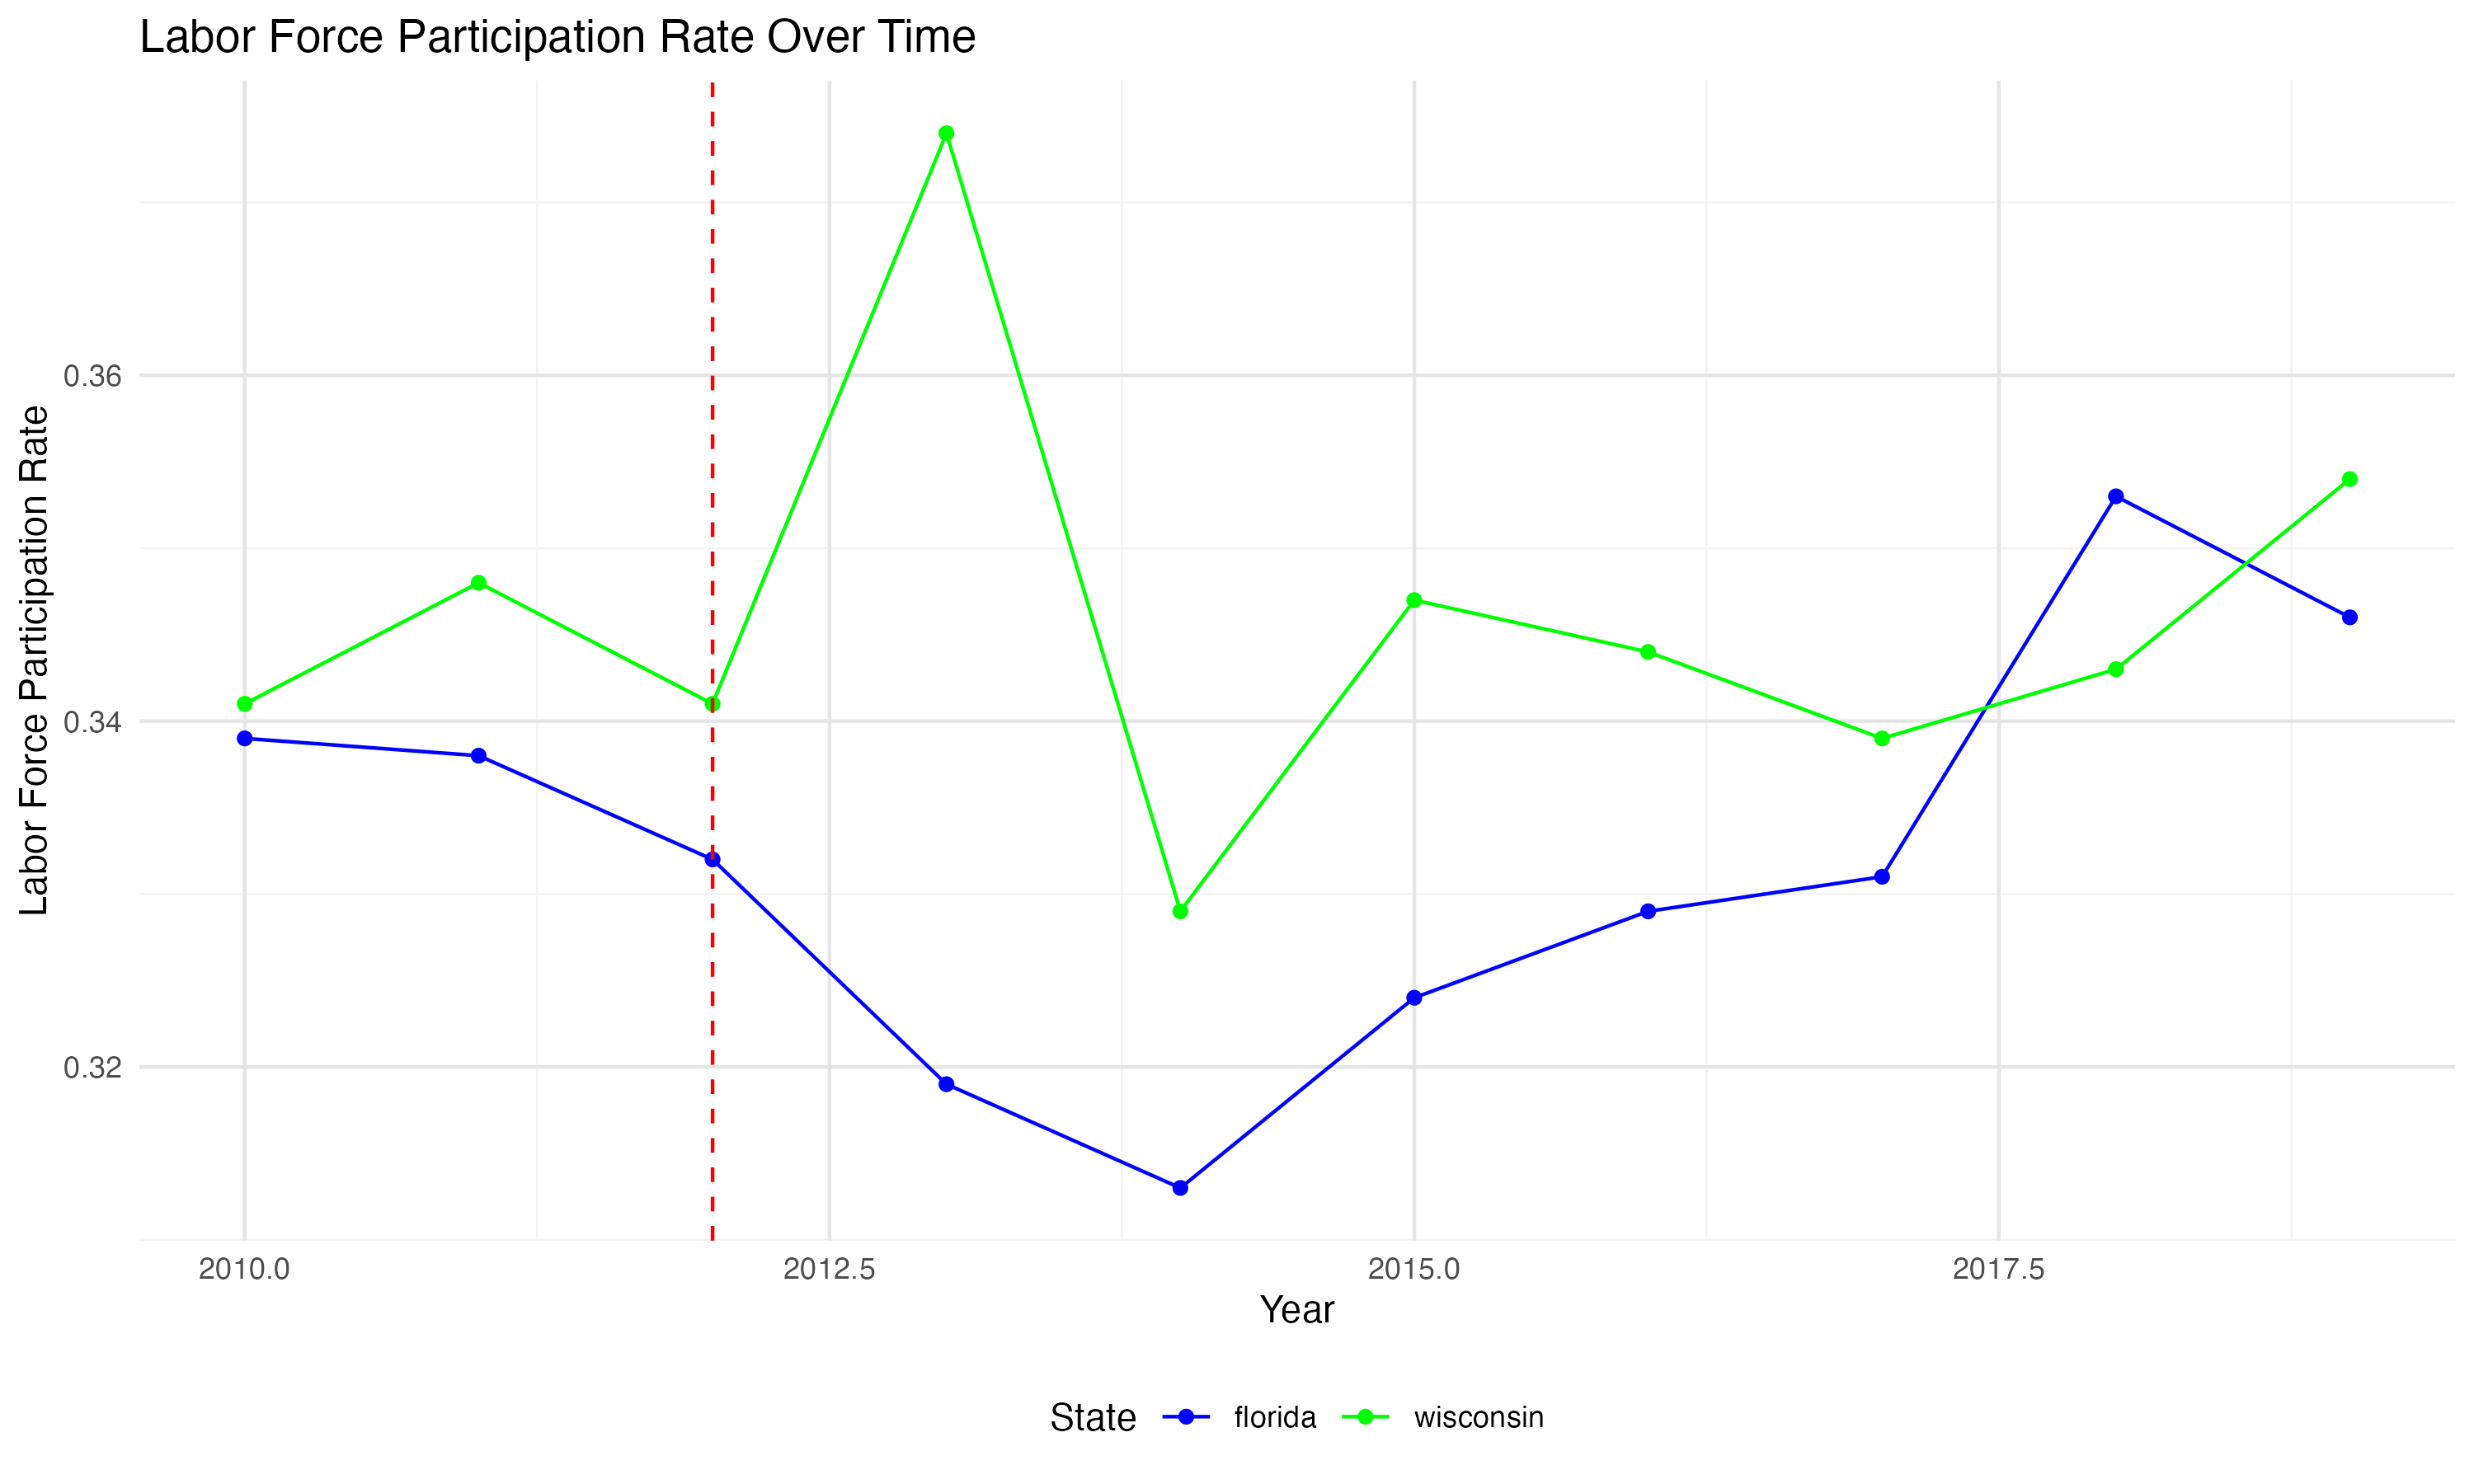 Labor Force Participation Rate Over Time
Labor Force Participation Rate
0.36
0.34
0.32
2010.0 2012.5 2015.0 2017.5
Year
State florida wisconsin